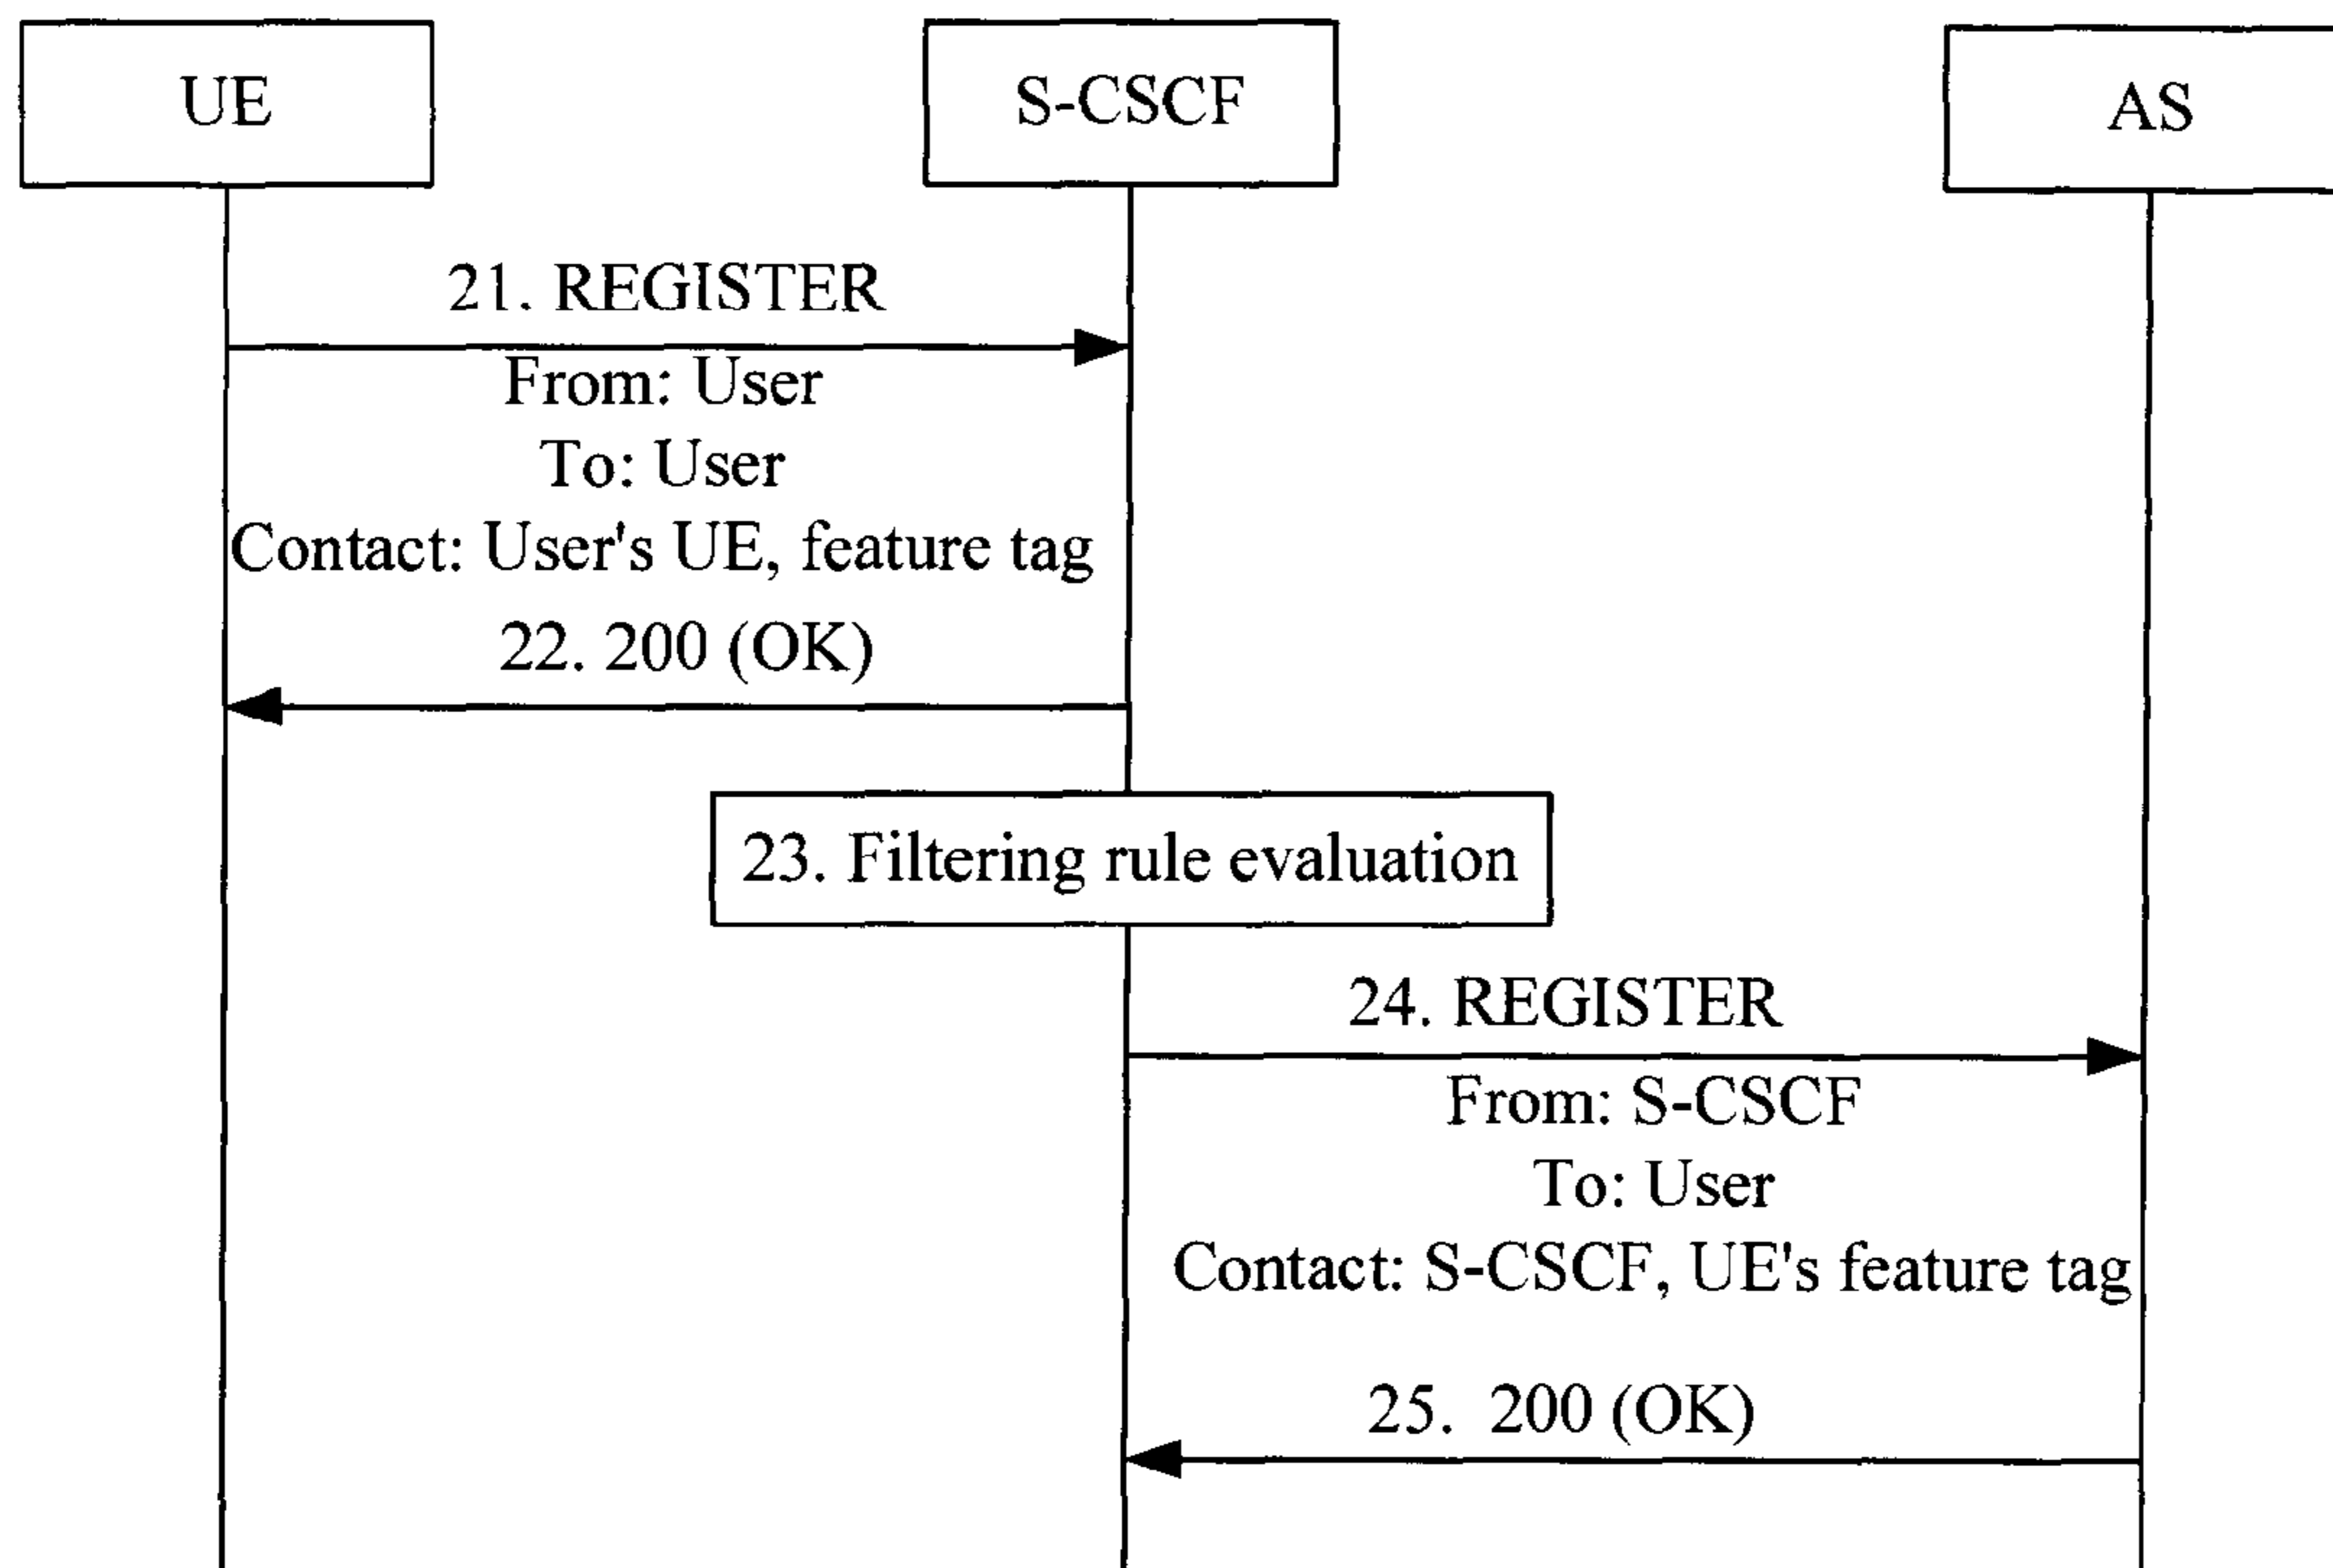 UE
S-CSCF
AS
21. REGISTER
From: User
To: User
Contact: User's UE, feature tag
22. 200 (OK)
23. Filtering rule evaluation
24. REGISTER
From: S-CSCF
To: User
Contact: S-CSCF, UE's feature tag
25. 200 (OK)